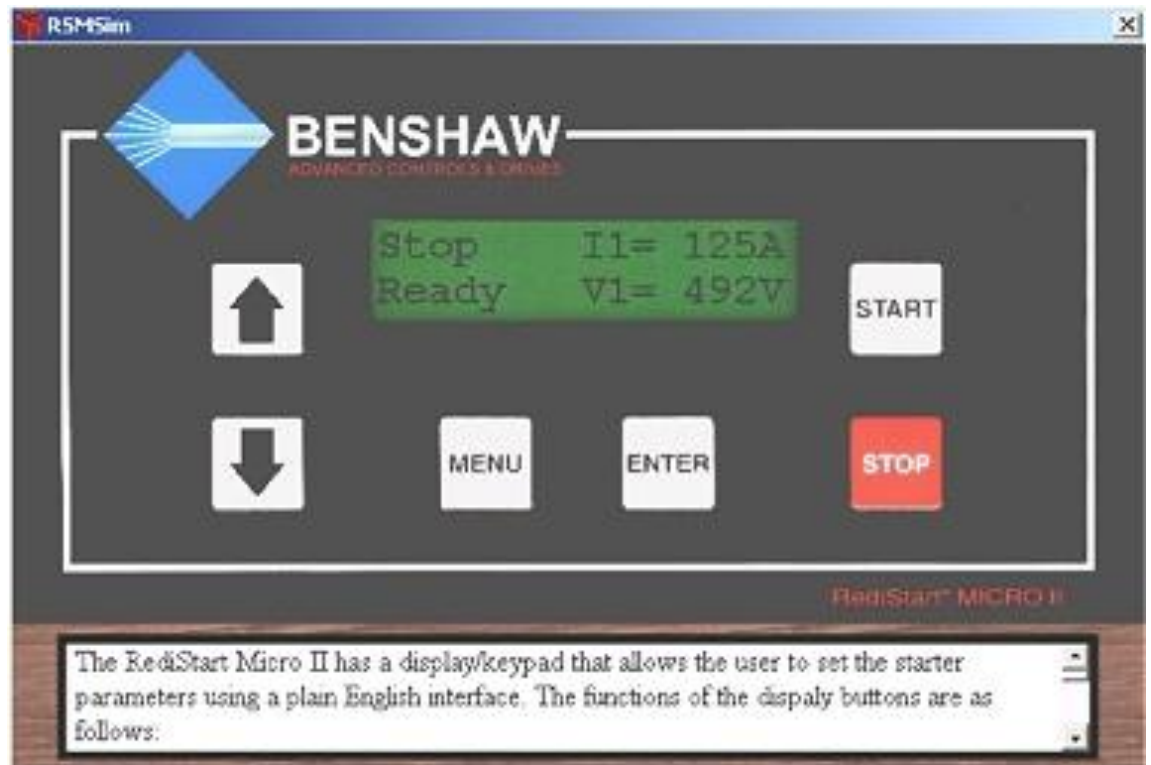 RSMSim
BENSHAW
ADVANCED CONTROLS & DRIVES
Stop I1= 125A
Ready V1= 492V
START
MENU
ENTER
STOP
RediStart® MICRO II
The RediStart Micro II has a display/keypad that allows the user to set the starter
parameters using a plain English interface. The functions of the dispaly buttons are as
follows: